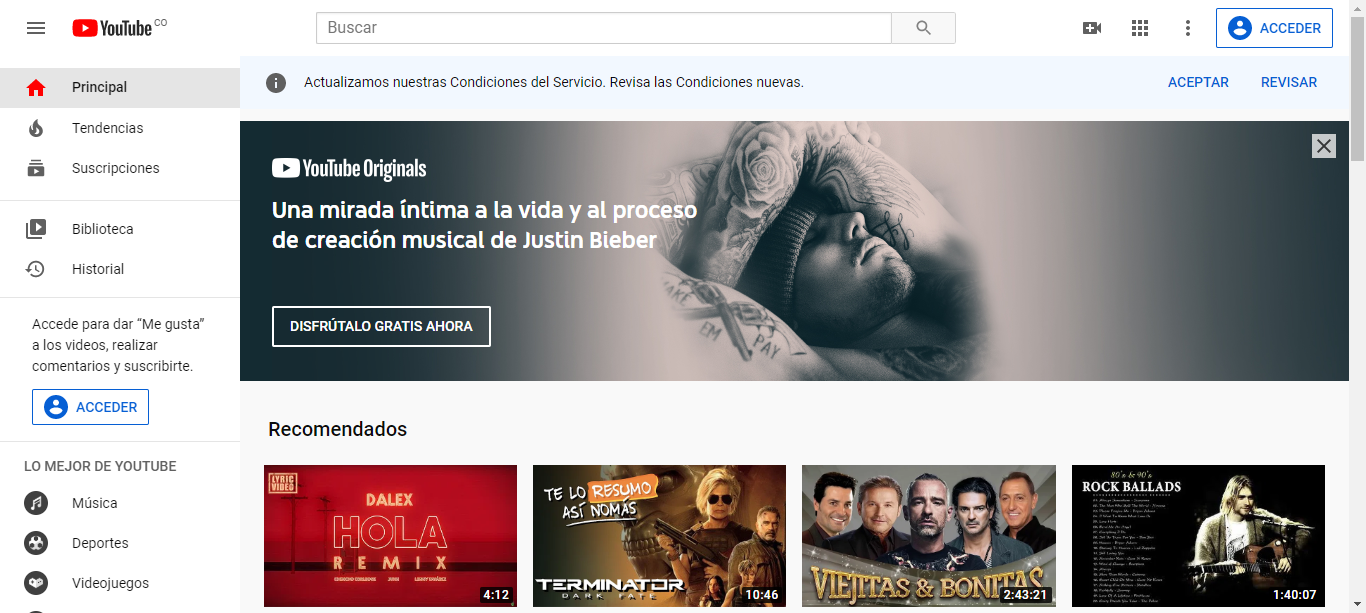 YouTube CO
Buscar
ACCEDER
Principal
Tendencias
Suscripciones
Biblioteca
Historial
Accede para dar “Me gusta”
a los videos, realizar
comentarios y suscribirte.
ACCEDER
LO MEJOR DE YOUTUBE
Música
Deportes
Videojuegos
Actualizamos nuestras Condiciones del Servicio. Revisa las Condiciones nuevas.
ACEPTAR
REVISAR
YouTube Originals
Una mirada íntima a la vida y al proceso
de creación musical de Justin Bieber
DISFRÚTALO GRATIS AHORA
EM
PAY
Recomendados
LYRIC
VIDEO
DALEX
HOLA
REMIX
4:12
TE LO RESUMO
ASÍ NOMÁS
TERMINATOR
DARK FATE
10:46
VIEJITAS & BONITAS
2:43:21
80's & 90's
ROCK BALLADS
1:40:07